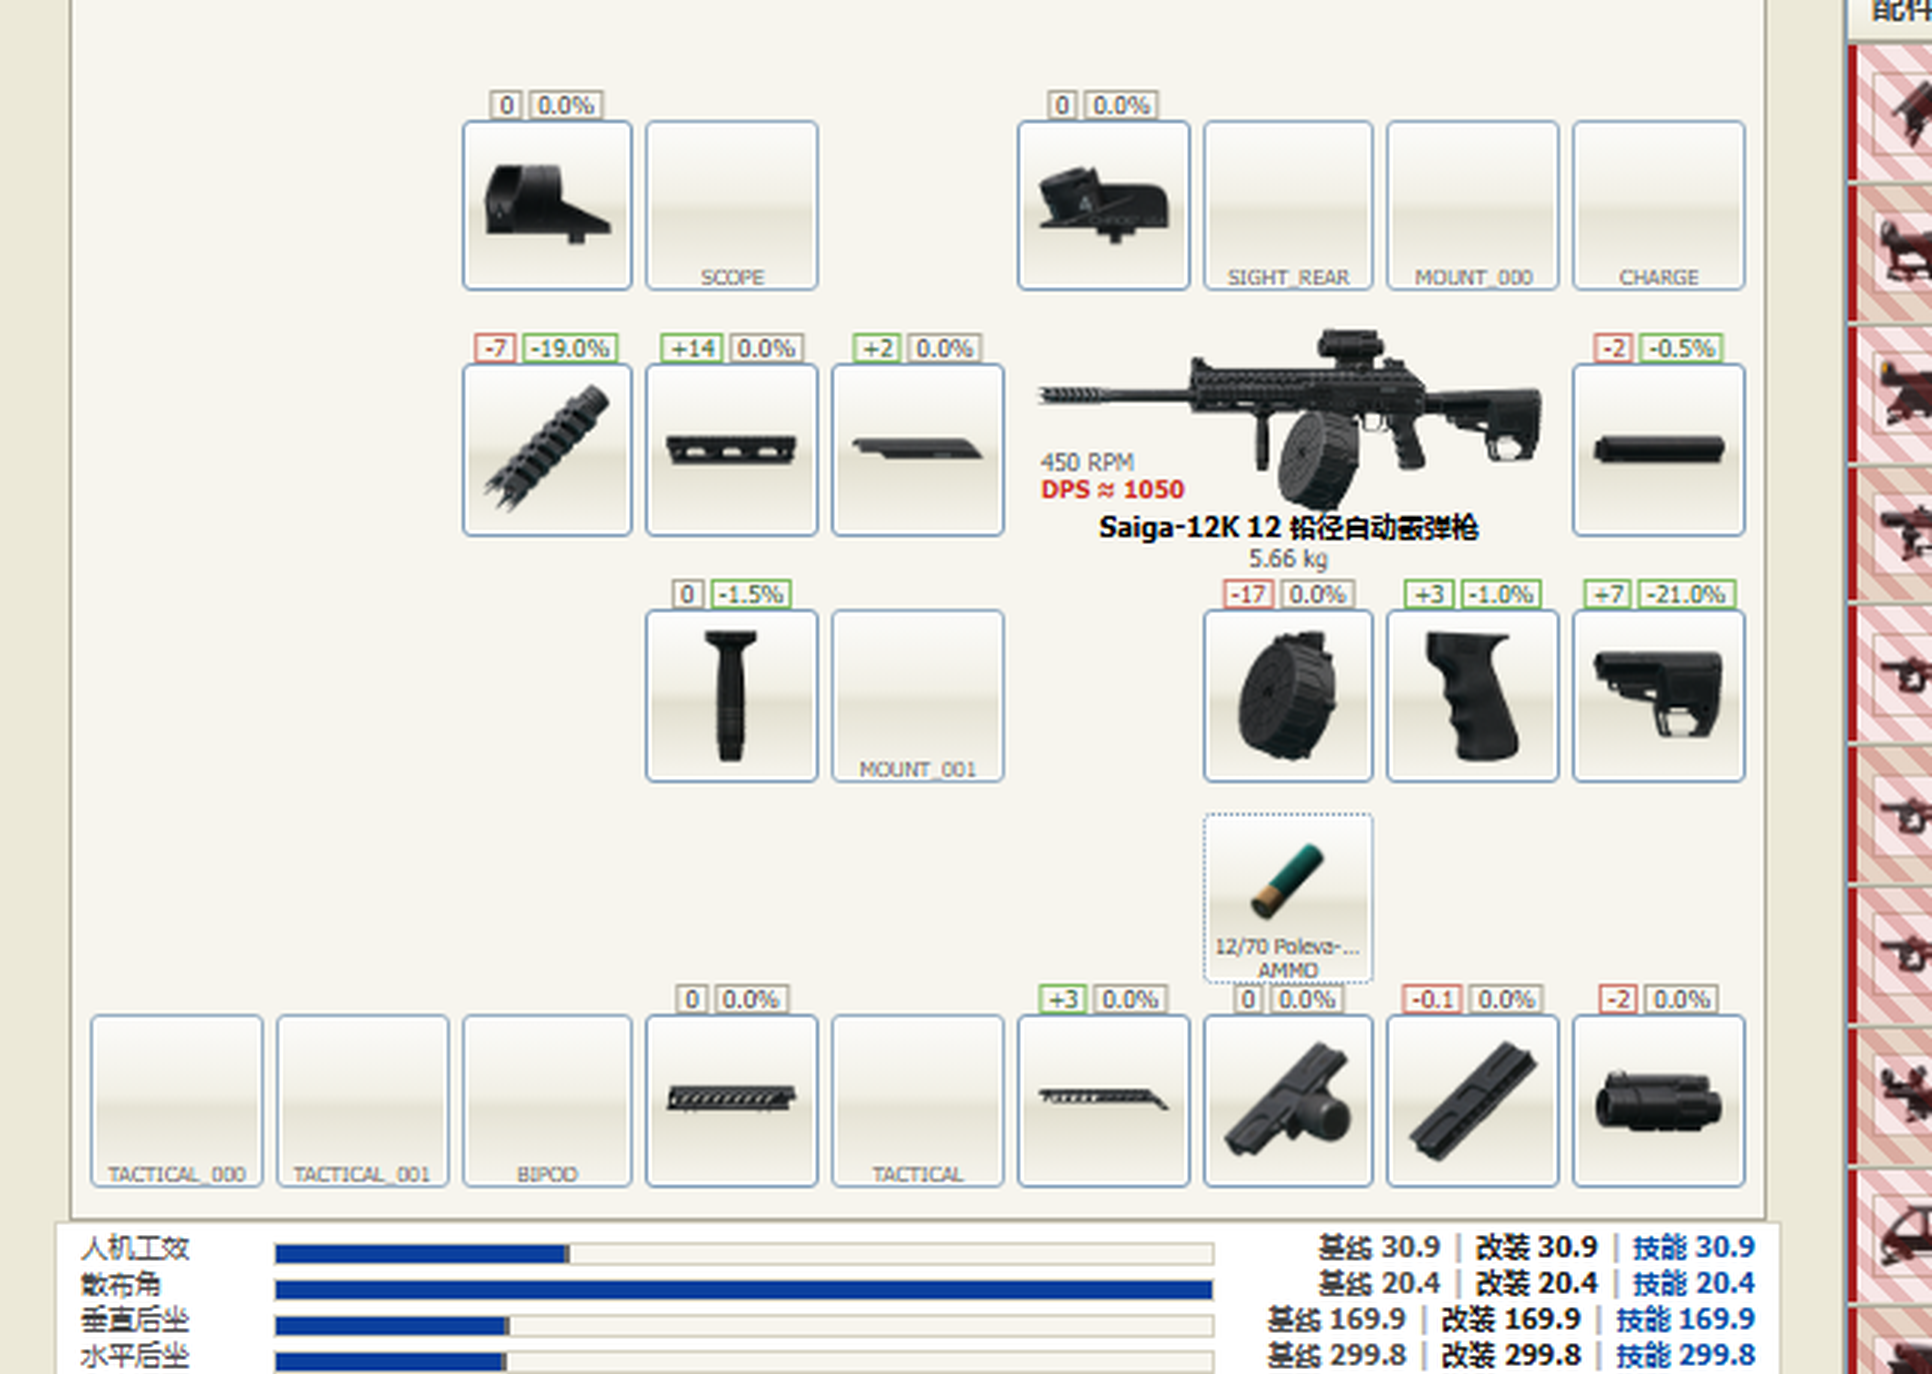 配件
0 0.0%
0 0.0%
SCOPE
SIGHT_REAR
MOUNT_000
CHARGE
-7 -19.0%
+14 0.0%
+2 0.0%
-2 -0.5%
450 RPM
DPS ≈ 1050
Saiga-12K 12 铅径自动霰弹枪
5.66 kg
0 -1.5%
-17 0.0%
+3 -1.0%
+7 -21.0%
MOUNT_001
12/70 Poleva-...
AMMO
0 0.0%
+3 0.0%
0 0.0%
-0.1 0.0%
-2 0.0%
TACTICAL_000
TACTICAL_001
BIPOD
TACTICAL
人机工效 基线 30.9 | 改装 30.9 | 技能 30.9
散布角 基线 20.4 | 改装 20.4 | 技能 20.4
垂直后坐 基线 169.9 | 改装 169.9 | 技能 169.9
水平后坐 基线 299.8 | 改装 299.8 | 技能 299.8